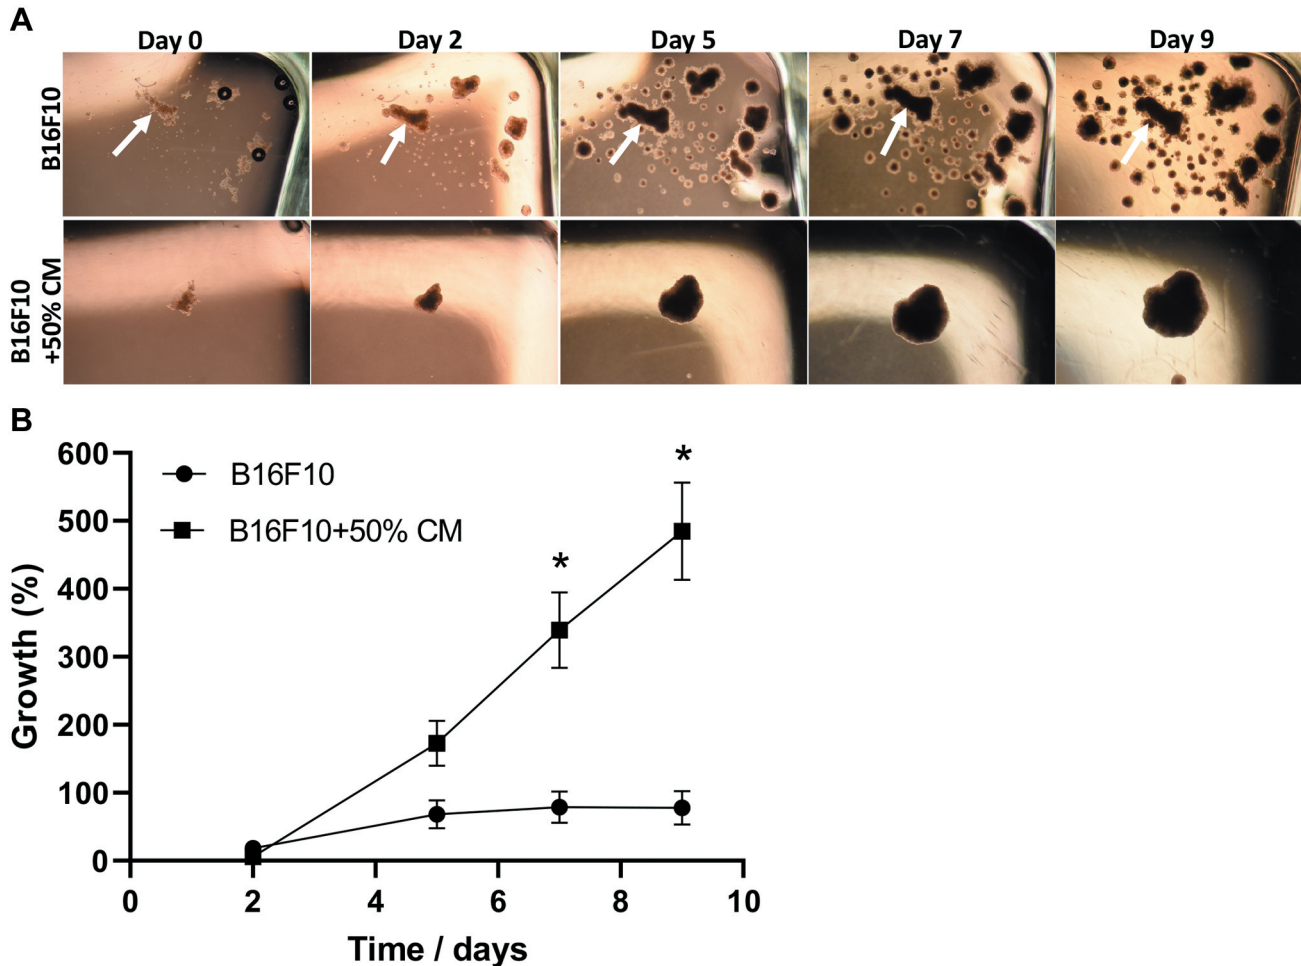 A
Day 0 Day 2 Day 5 Day 7 Day 9
B16F10
B16F10
+50% CM
B
600
500
400
300
200
100
0
Growth (%)
B16F10
B16F10+50% CM
*
*
0 2 4 6 8 10
Time / days